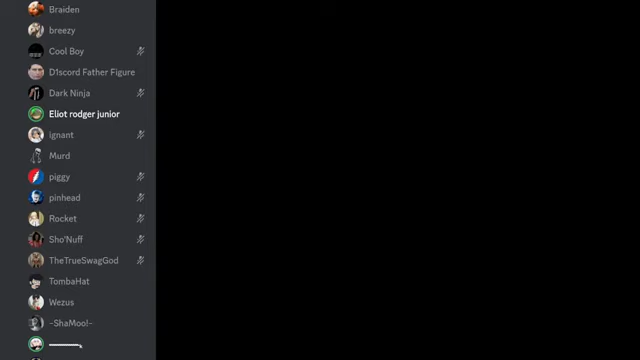 Braiden
breezy
Cool Boy
D1scord Father Figure
Dark Ninja
Eliot rodger junior
ignant
Murd
piggy
pinhead
Rocket
Sho'Nuff
TheTrueSwagGod
TombaHat
Wezus
~ShaMoo!~